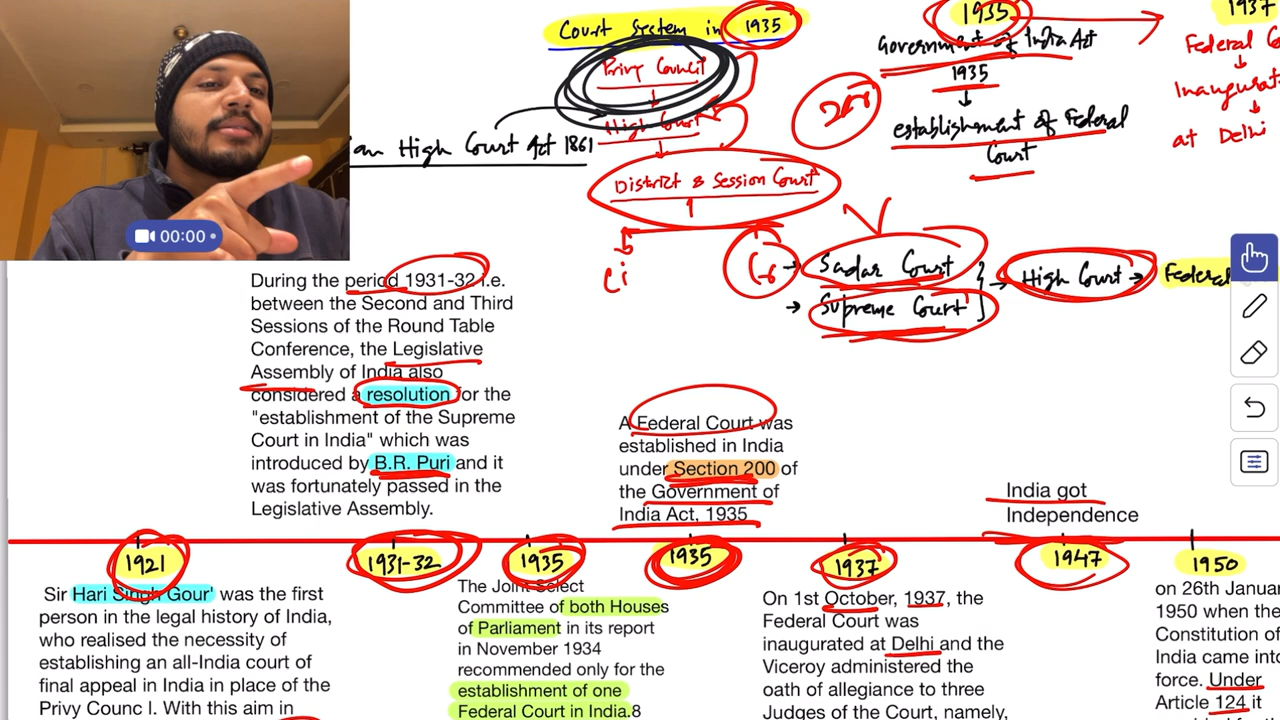 Court System in 1935
Privy Council
High Court
an High Court Act 1861
District & Session Court
Ci
Cr
200
1935
Government of India Act
1935
establishment of Federal
Court
1937
Federal C
Inaugurat
at Delhi
→ Sadar Court
→ Supreme Court
→ High Court → Federal
00:00
During the period 1931-32 i.e.
between the Second and Third
Sessions of the Round Table
Conference, the Legislative
Assembly of India also
considered a resolution for the
"establishment of the Supreme
Court in India" which was
introduced by B.R. Puri and it
was fortunately passed in the
Legislative Assembly.
A Federal Court was
established in India
under Section 200 of
the Government of
India Act, 1935
India got
Independence
1921
1931-32
1935
1935
1937
1947
1950
Sir Hari Singh Gour' was the first
person in the legal history of India,
who realised the necessity of
establishing an all-India court of
final appeal in India in place of the
Privy Counc l. With this aim in
The Joint Select
Committee of both Houses
of Parliament in its report
in November 1934
recommended only for the
establishment of one
Federal Court in India.8
On 1st October, 1937, the
Federal Court was
inaugurated at Delhi and the
Viceroy administered the
oath of allegiance to three
Judges of the Court, namely,
on 26th Januar
1950 when the
Constitution of
India came into
force. Under
Article 124 it